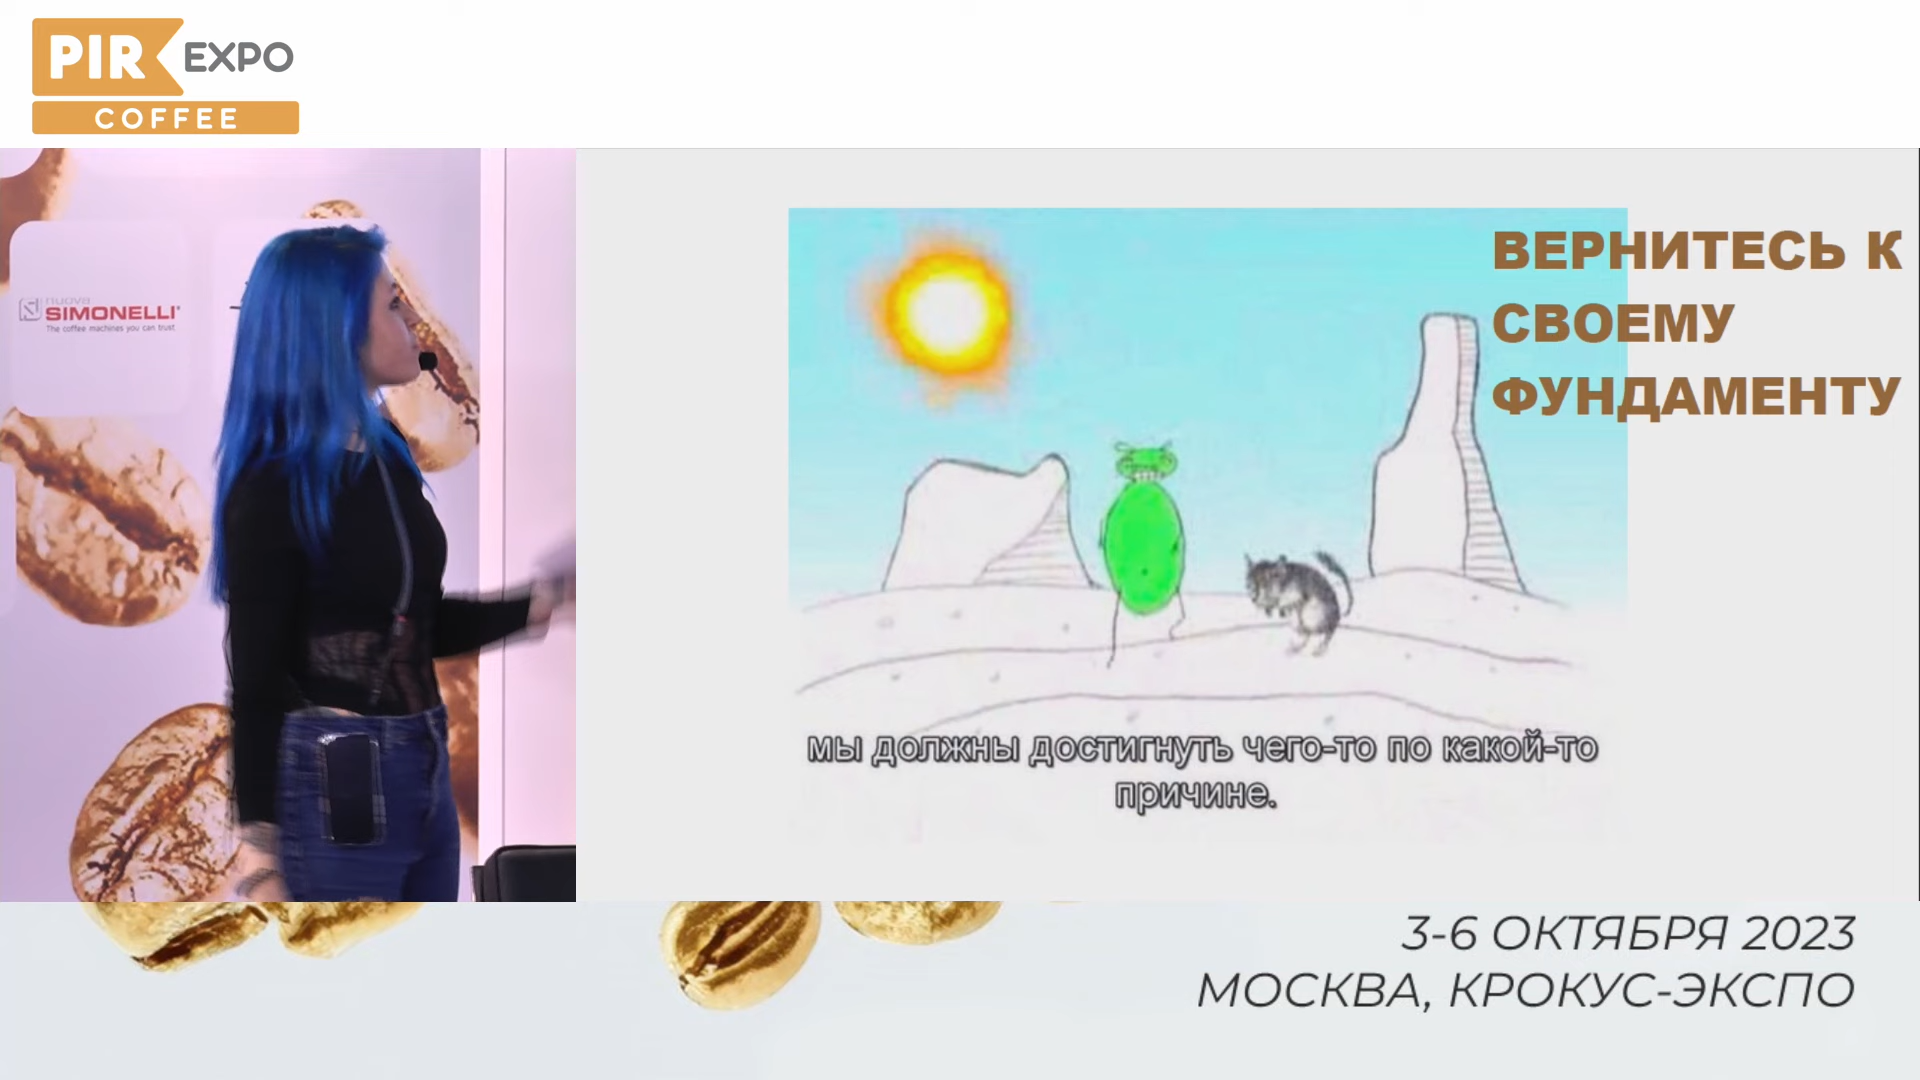 PIR EXPO
COFFEE
nuova
SIMONELLI
The coffee machines you can trust
ВЕРНИТЕСЬ К
СВОЕМУ
ФУНДАМЕНТУ
мы должны достигнуть чего-то по какой-то
причине.
3-6 ОКТЯБРЯ 2023
МОСКВА, КРОКУС-ЭКСПО